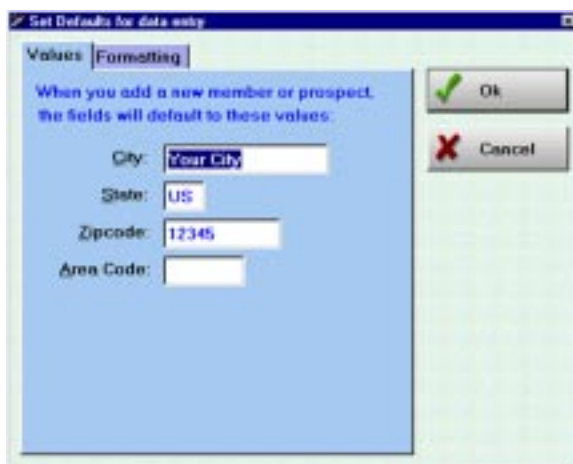 Set Defaults for data entry
Values Formatting
When you add a new member or prospect,
the fields will default to these values:
City: Your City
State: US
Zipcode: 12345
Area Code:
Ok
Cancel